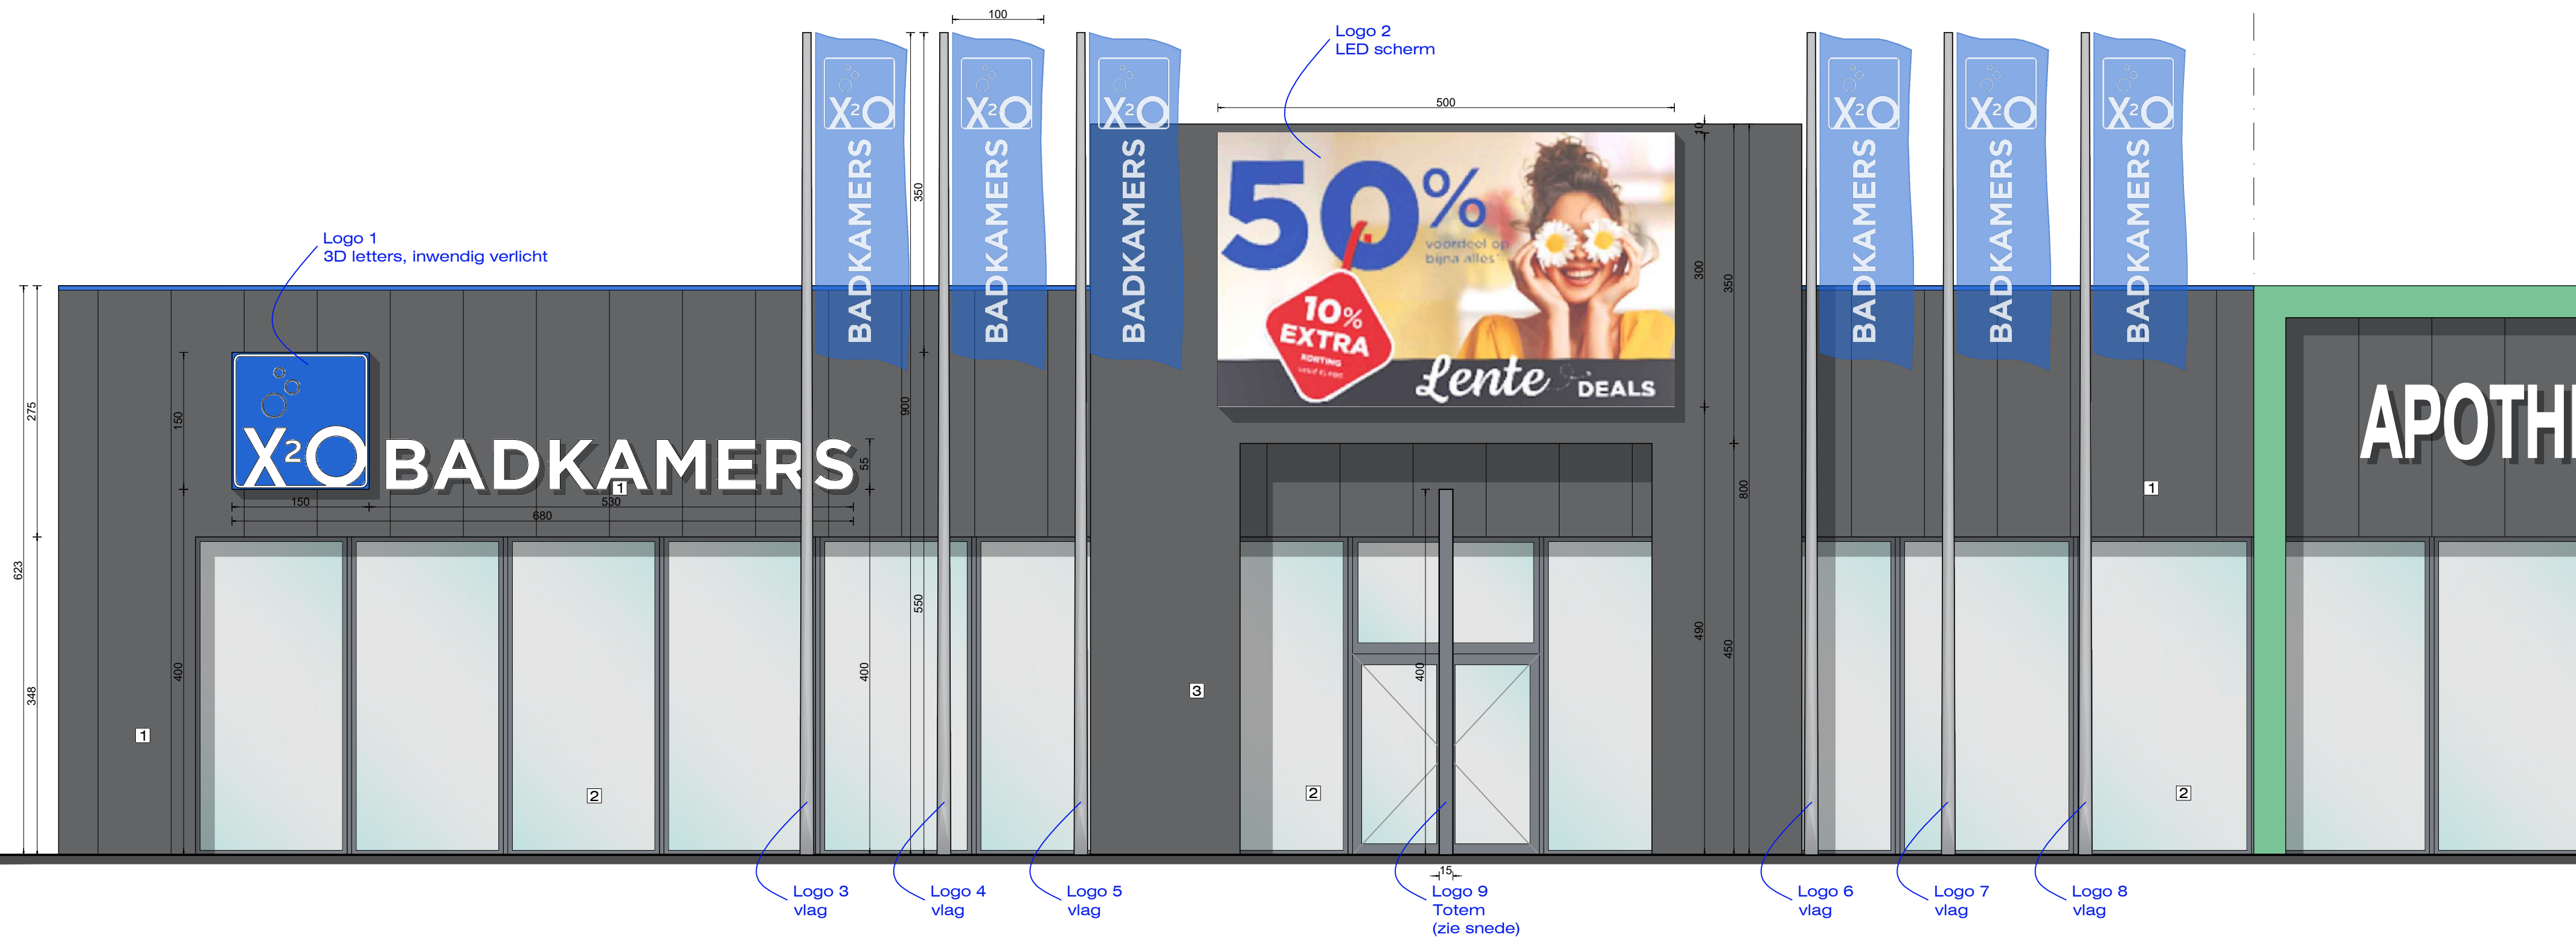 100
Logo 2
LED scherm
500
10
X²O
BADKAMERS
X²O
BADKAMERS
X²O
BADKAMERS
350
50%
voordeel op
bijna alles*
10%
EXTRA
KORTING
Lente DEALS
300
350
X²O
BADKAMERS
X²O
BADKAMERS
X²O
BADKAMERS
Logo 1
3D letters, inwendig verlicht
275
150
X²O BADKAMERS
1
150
530
680
55
900
APOTH
1
490
800
450
623
348
400
400
550
400
1
2
3
2
2
15
Logo 3
vlag
Logo 4
vlag
Logo 5
vlag
Logo 9
Totem
(zie snede)
Logo 6
vlag
Logo 7
vlag
Logo 8
vlag